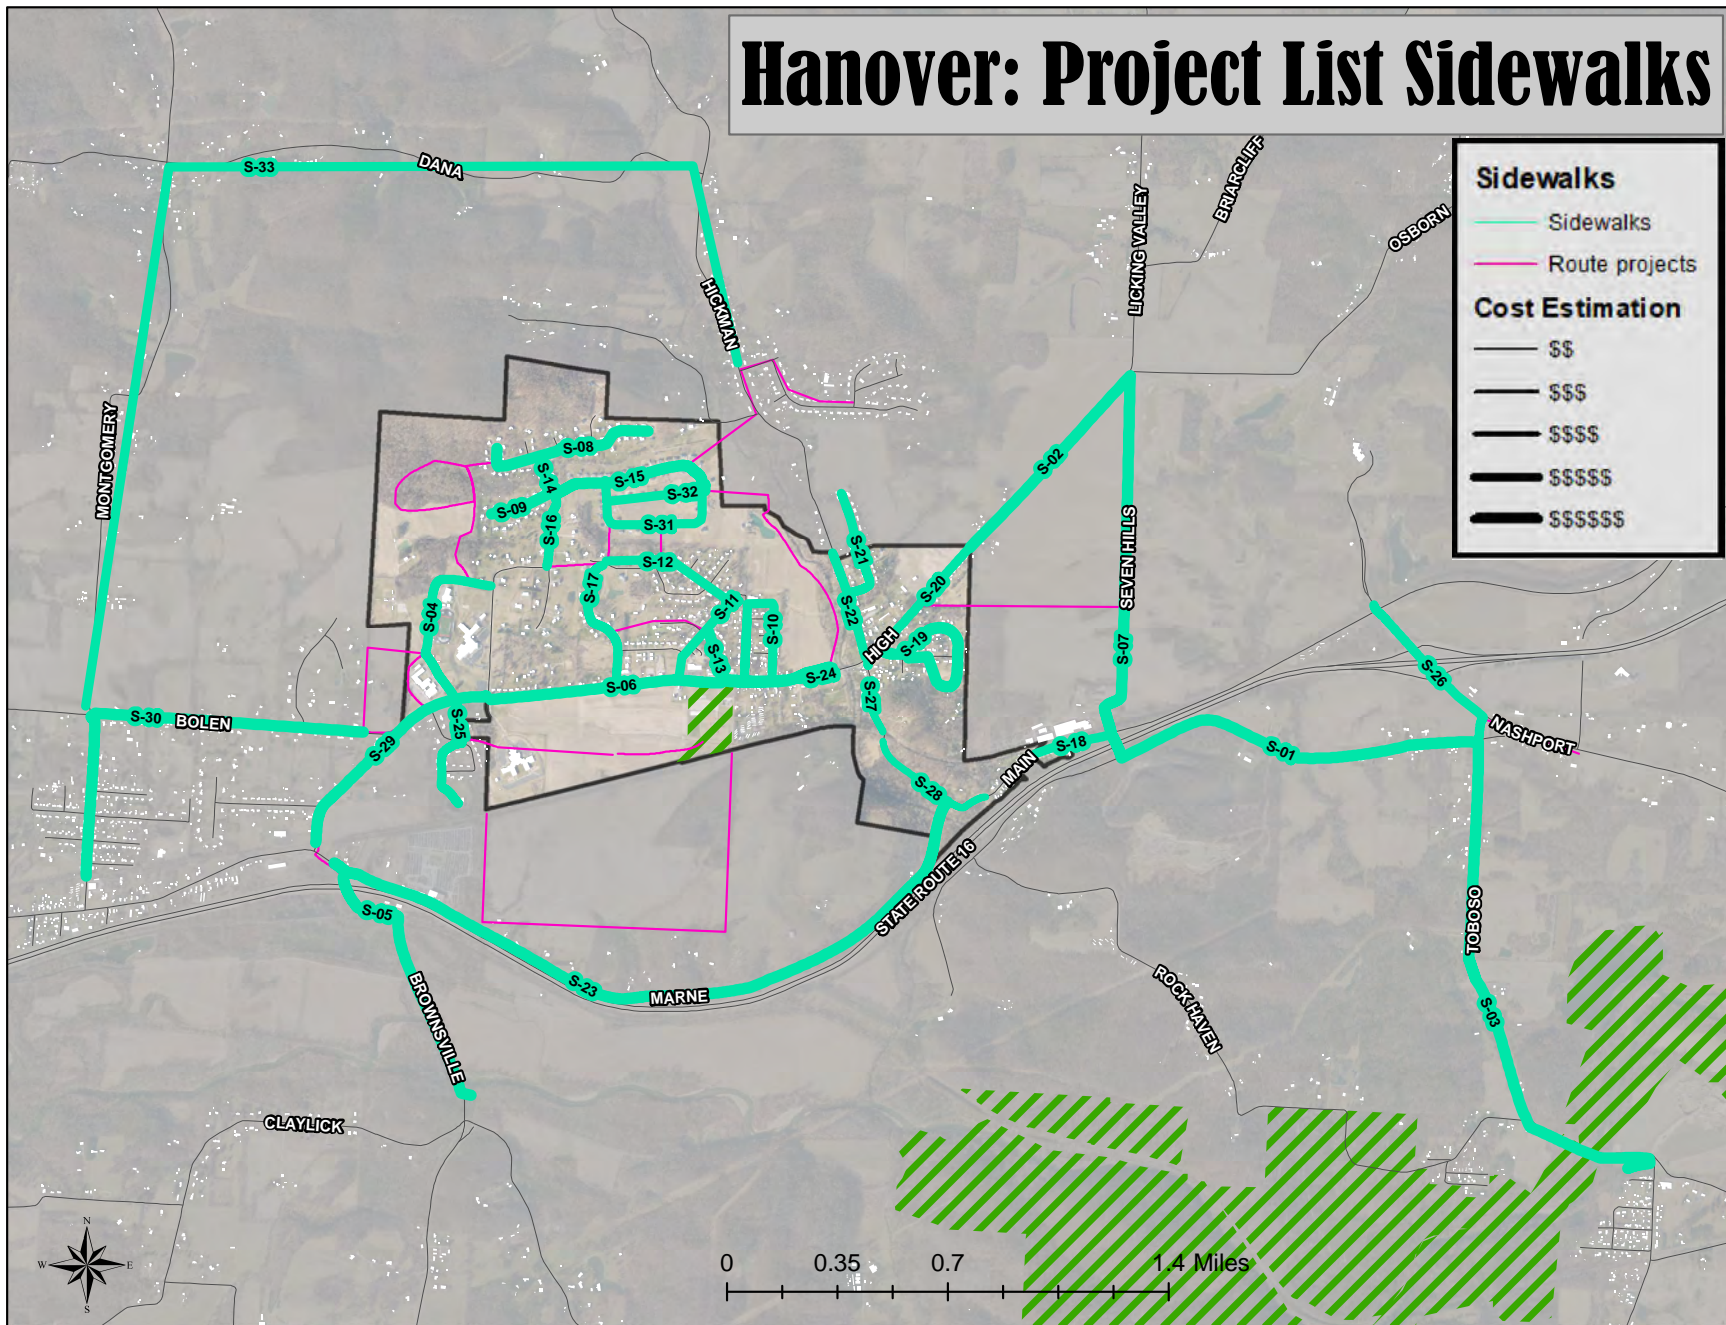 Hanover: Project List Sidewalks
Sidewalks
Sidewalks
Route projects
Cost Estimation
$$
$$$
$$$$
$$$$$
$$$$$$
BRIARCLIFF
OSBORN
LICKING VALLEY
S-33
DANA
HICKMAN
MONTGOMERY
S-08
S-14
S-15
S-32
S-09
S-16
S-31
S-12
S-17
S-11
S-10
S-13
S-04
S-06
S-24
S-02
S-21
S-20
S-22
HIGH
S-19
S-27
SEVEN HILLS
S-07
S-26
NASHPORT
S-30
BOLEN
S-29
S-25
S-18
MAIN
S-01
S-28
STATE ROUTE 16
S-05
S-23
MARNE
BROWNSVILLE
CLAYLICK
ROCK HAVEN
TOBOSO
S-03
N
W
E
S
0
0.35
0.7
1.4 Miles